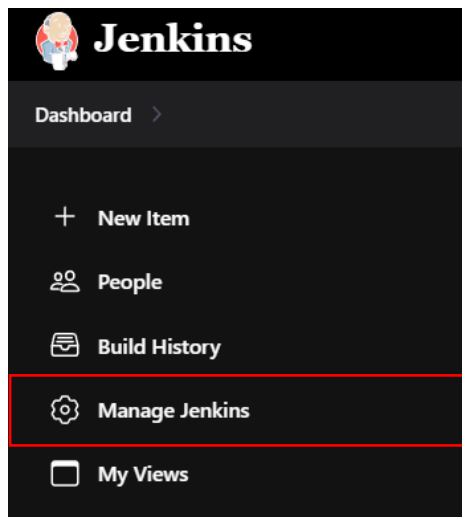 Jenkins
Dashboard
New Item
People
Build History
Manage Jenkins
My Views